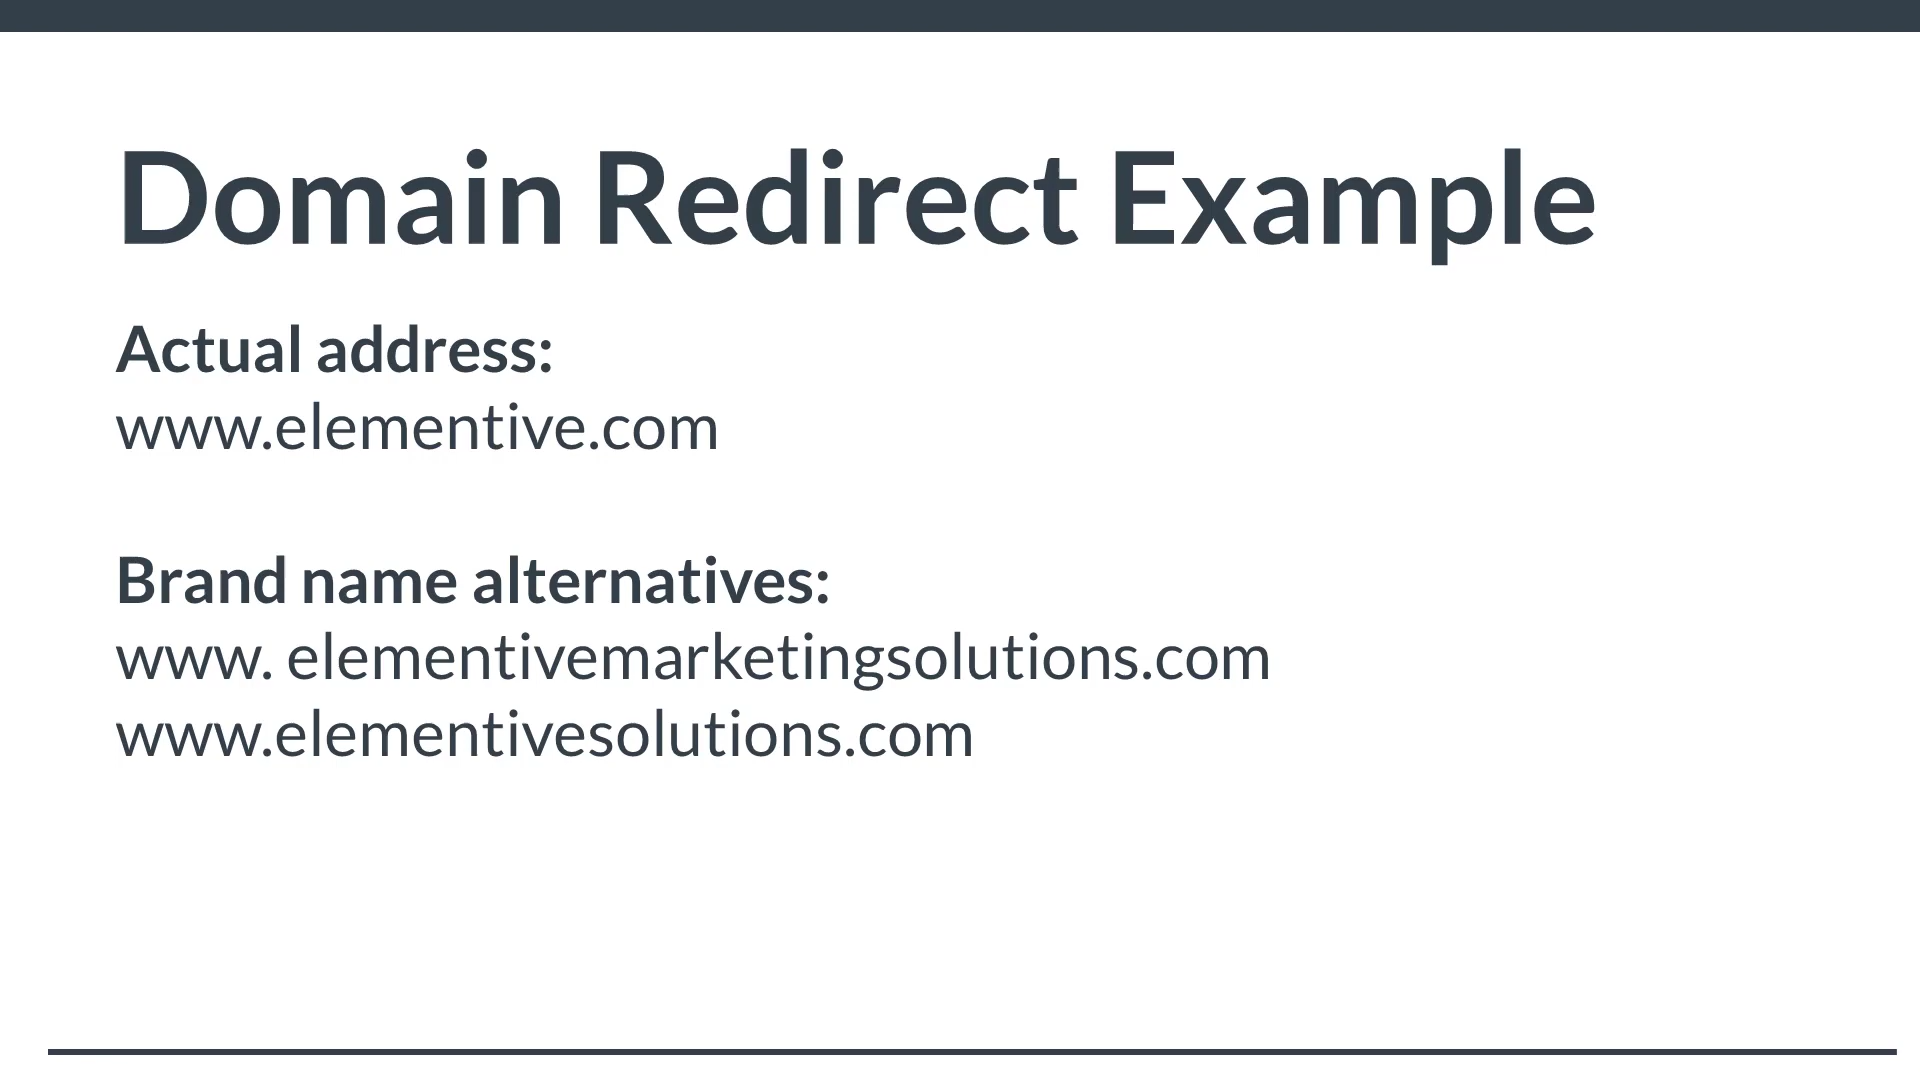 Domain Redirect Example
Actual address:
www.elementive.com
Brand name alternatives:
www. elementivemarketingsolutions.com
www.elementivesolutions.com